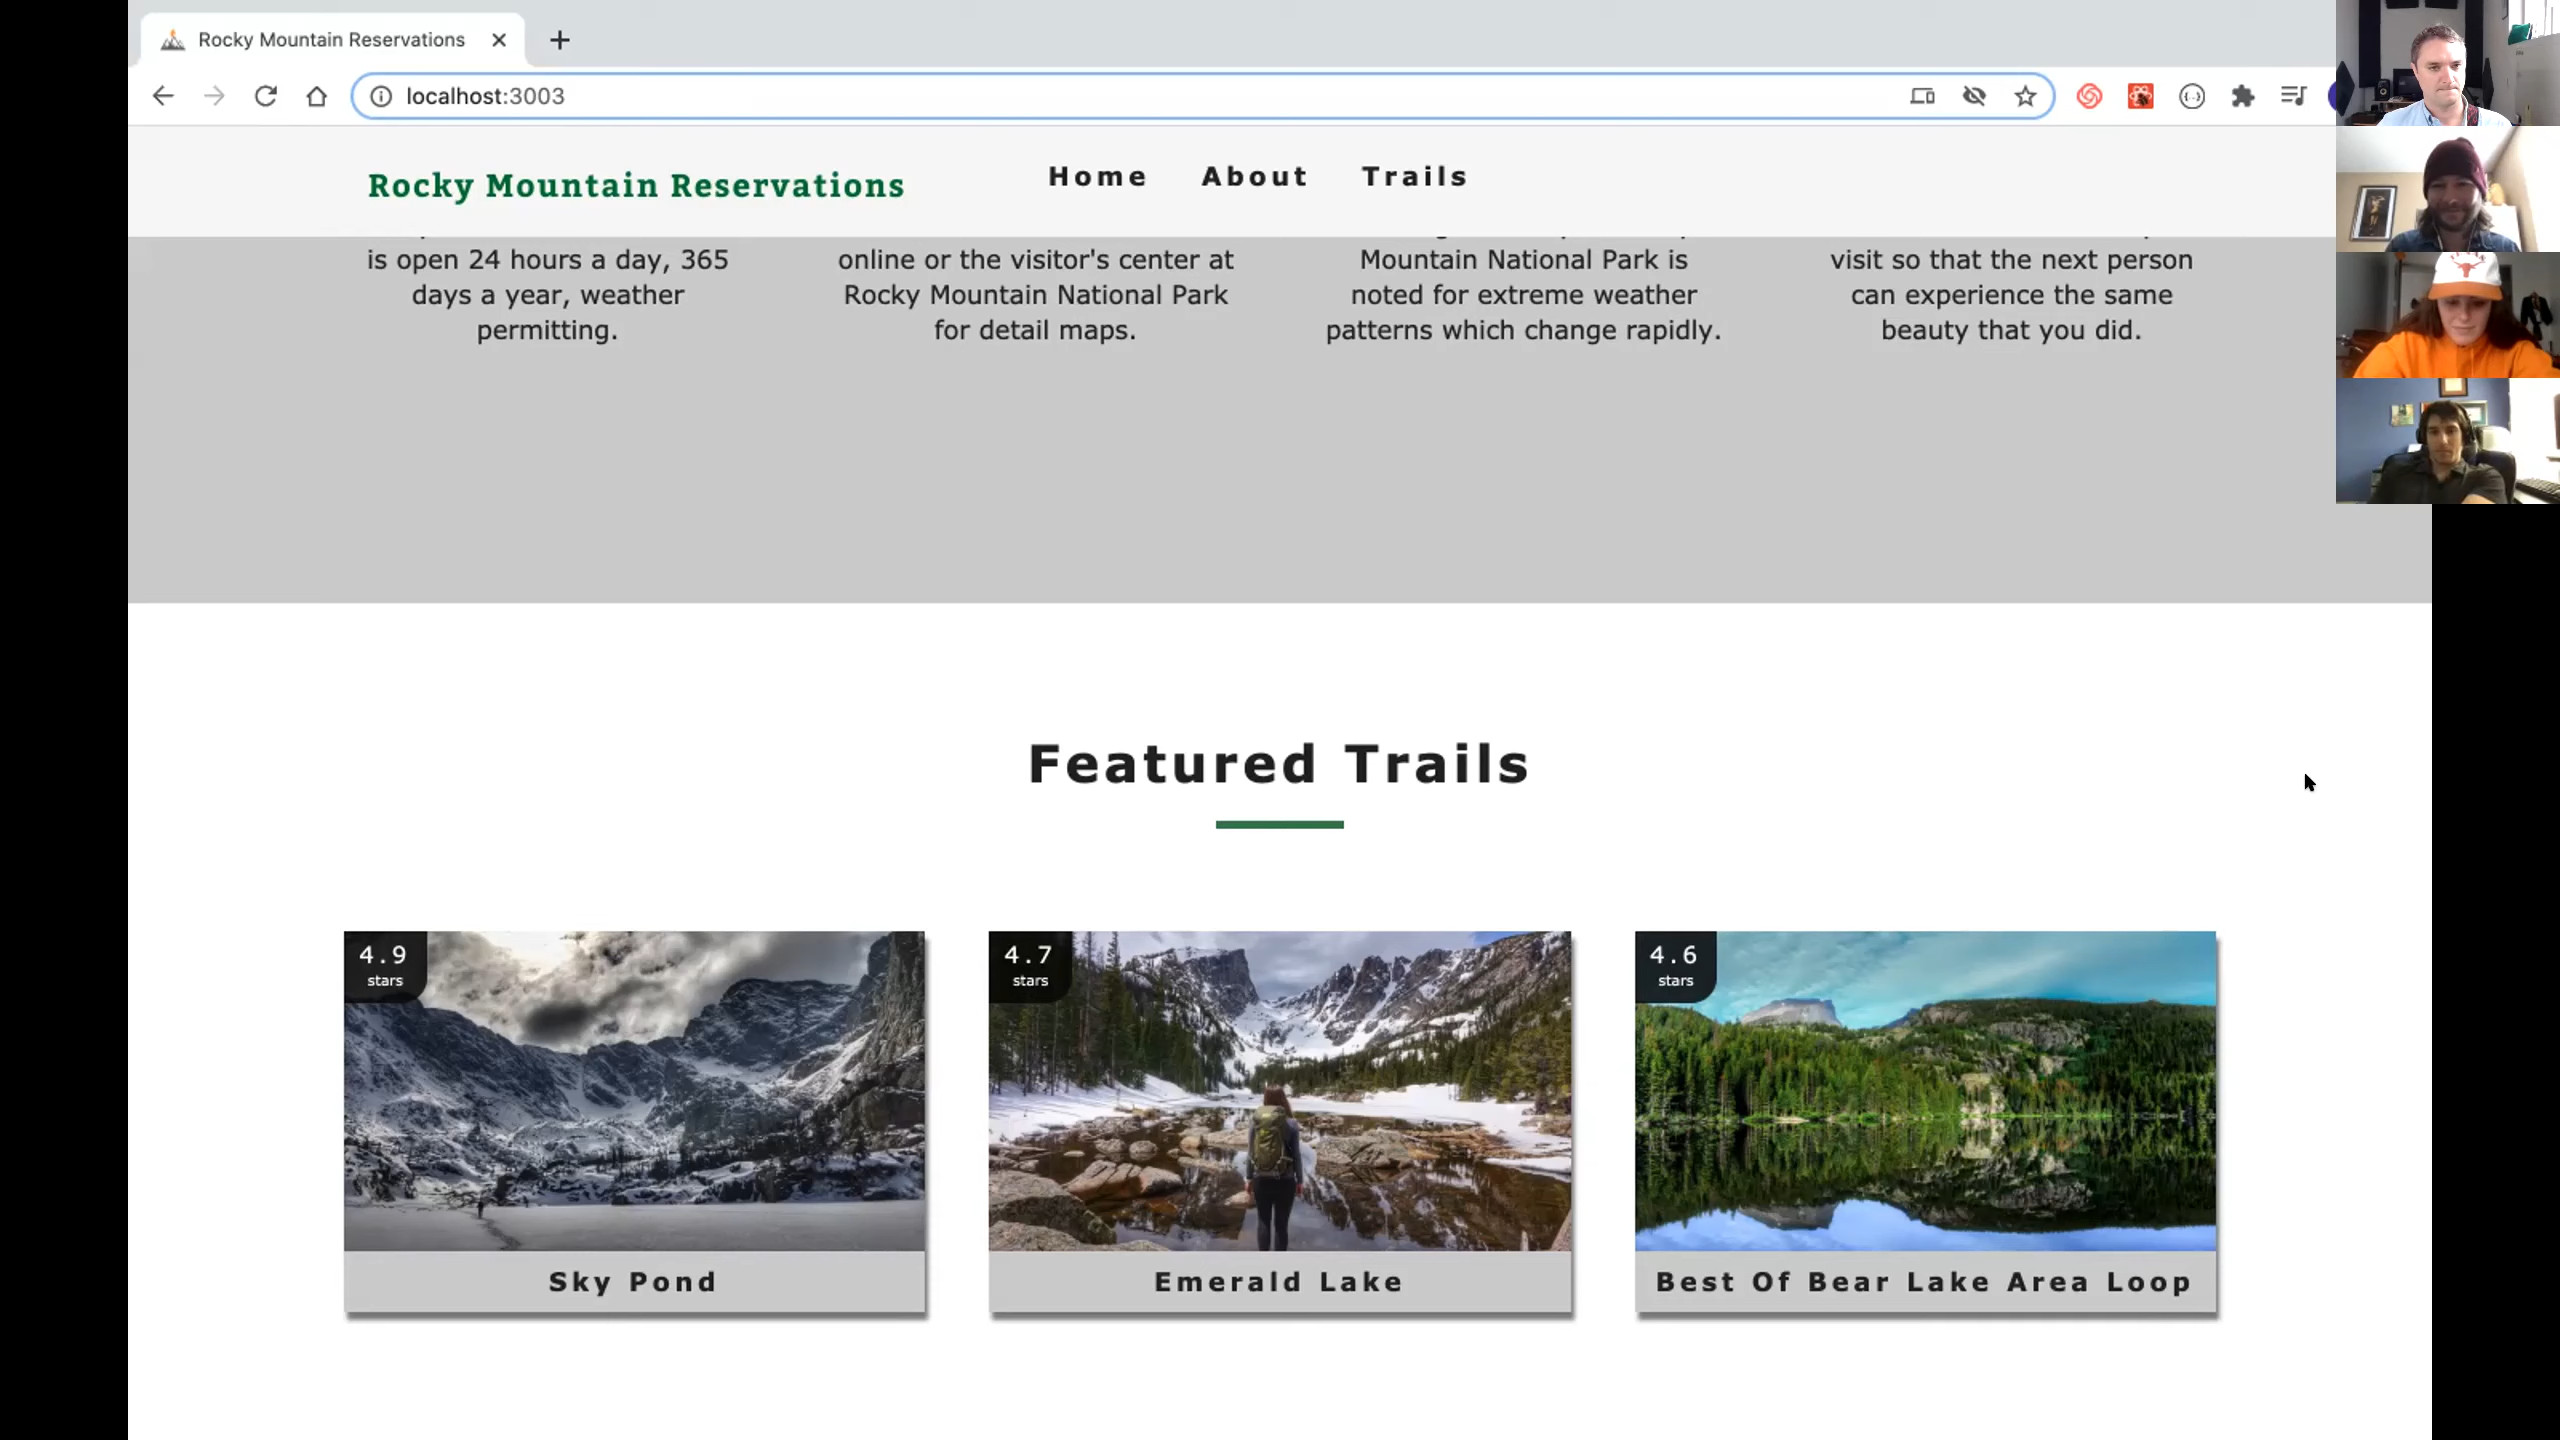 Rocky Mountain Reservations
localhost:3003
Rocky Mountain Reservations
Home About Trails
is open 24 hours a day, 365
days a year, weather
permitting.
online or the visitor's center at
Rocky Mountain National Park
for detail maps.
Mountain National Park is
noted for extreme weather
patterns which change rapidly.
visit so that the next person
can experience the same
beauty that you did.
Featured Trails
4.9
stars
Sky Pond
4.7
stars
Emerald Lake
4.6
stars
Best Of Bear Lake Area Loop